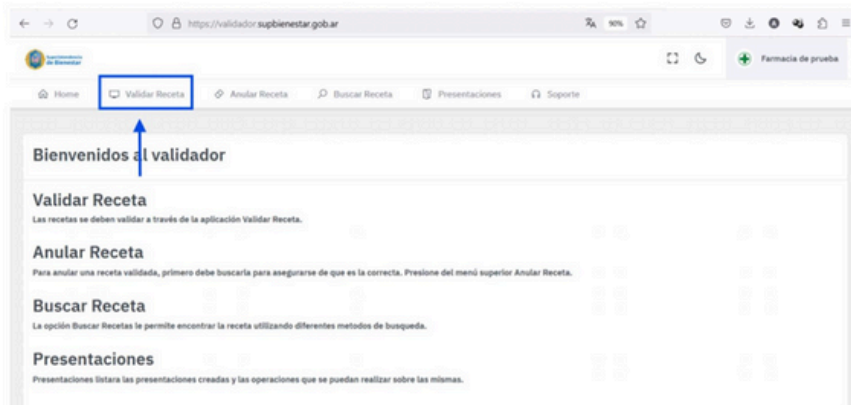 https://validador.supbienestar.gob.ar
90%
Superintendencia
de Bienestar
Farmacia de prueba
Home
Validar Receta
Anular Receta
Buscar Receta
Presentaciones
Soporte
Bienvenidos al validador
Validar Receta
Las recetas se deben validar a través de la aplicación Validar Receta.
Anular Receta
Para anular una receta validada, primero debe buscarla para asegurarse de que es la correcta. Presione del menú superior Anular Receta.
Buscar Receta
La opción Buscar Recetas le permite encontrar la receta utilizando diferentes metodos de busqueda.
Presentaciones
Presentaciones listara las presentaciones creadas y las operaciones que se puedan realizar sobre las mismas.